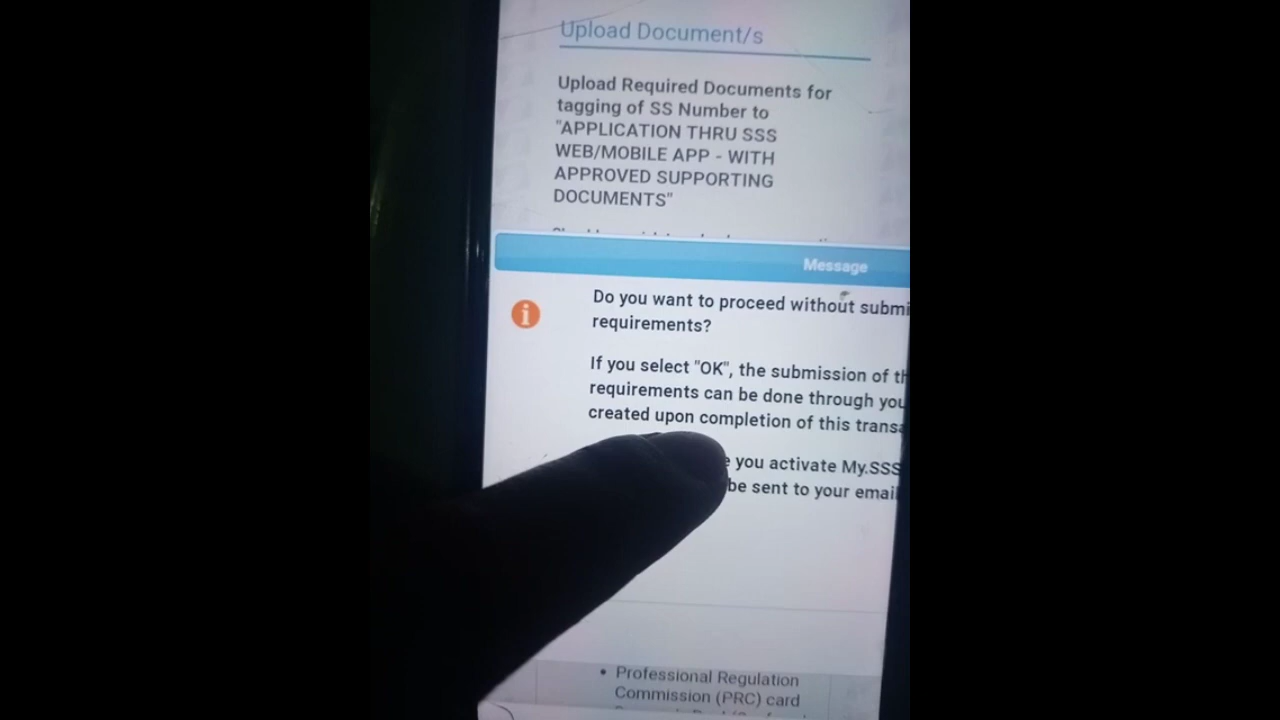 Upload Document/s
Upload Required Documents for
tagging of SS Number to
"APPLICATION THRU SSS
WEB/MOBILE APP - WITH
APPROVED SUPPORTING
DOCUMENTS"
Message
Do you want to proceed without submi
requirements?
If you select "OK", the submission of th
requirements can be done through you
created upon completion of this transa
you activate My.SSS
be sent to your email
• Professional Regulation
Commission (PRC) card